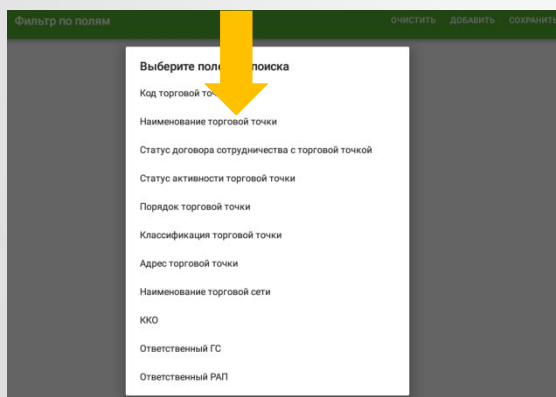 Фильтр по полям
ОЧИСТИТЬ ДОБАВИТЬ СОХРАНИТЬ
Выберите поле поиска
Код торговой
Наименование торговой точки
Статус договора сотрудничества с торговой точкой
Статус активности торговой точки
Порядок торговой точки
Классификация торговой точки
Адрес торговой точки
Наименование торговой сети
ККО
Ответственный ГС
Ответственный РАП